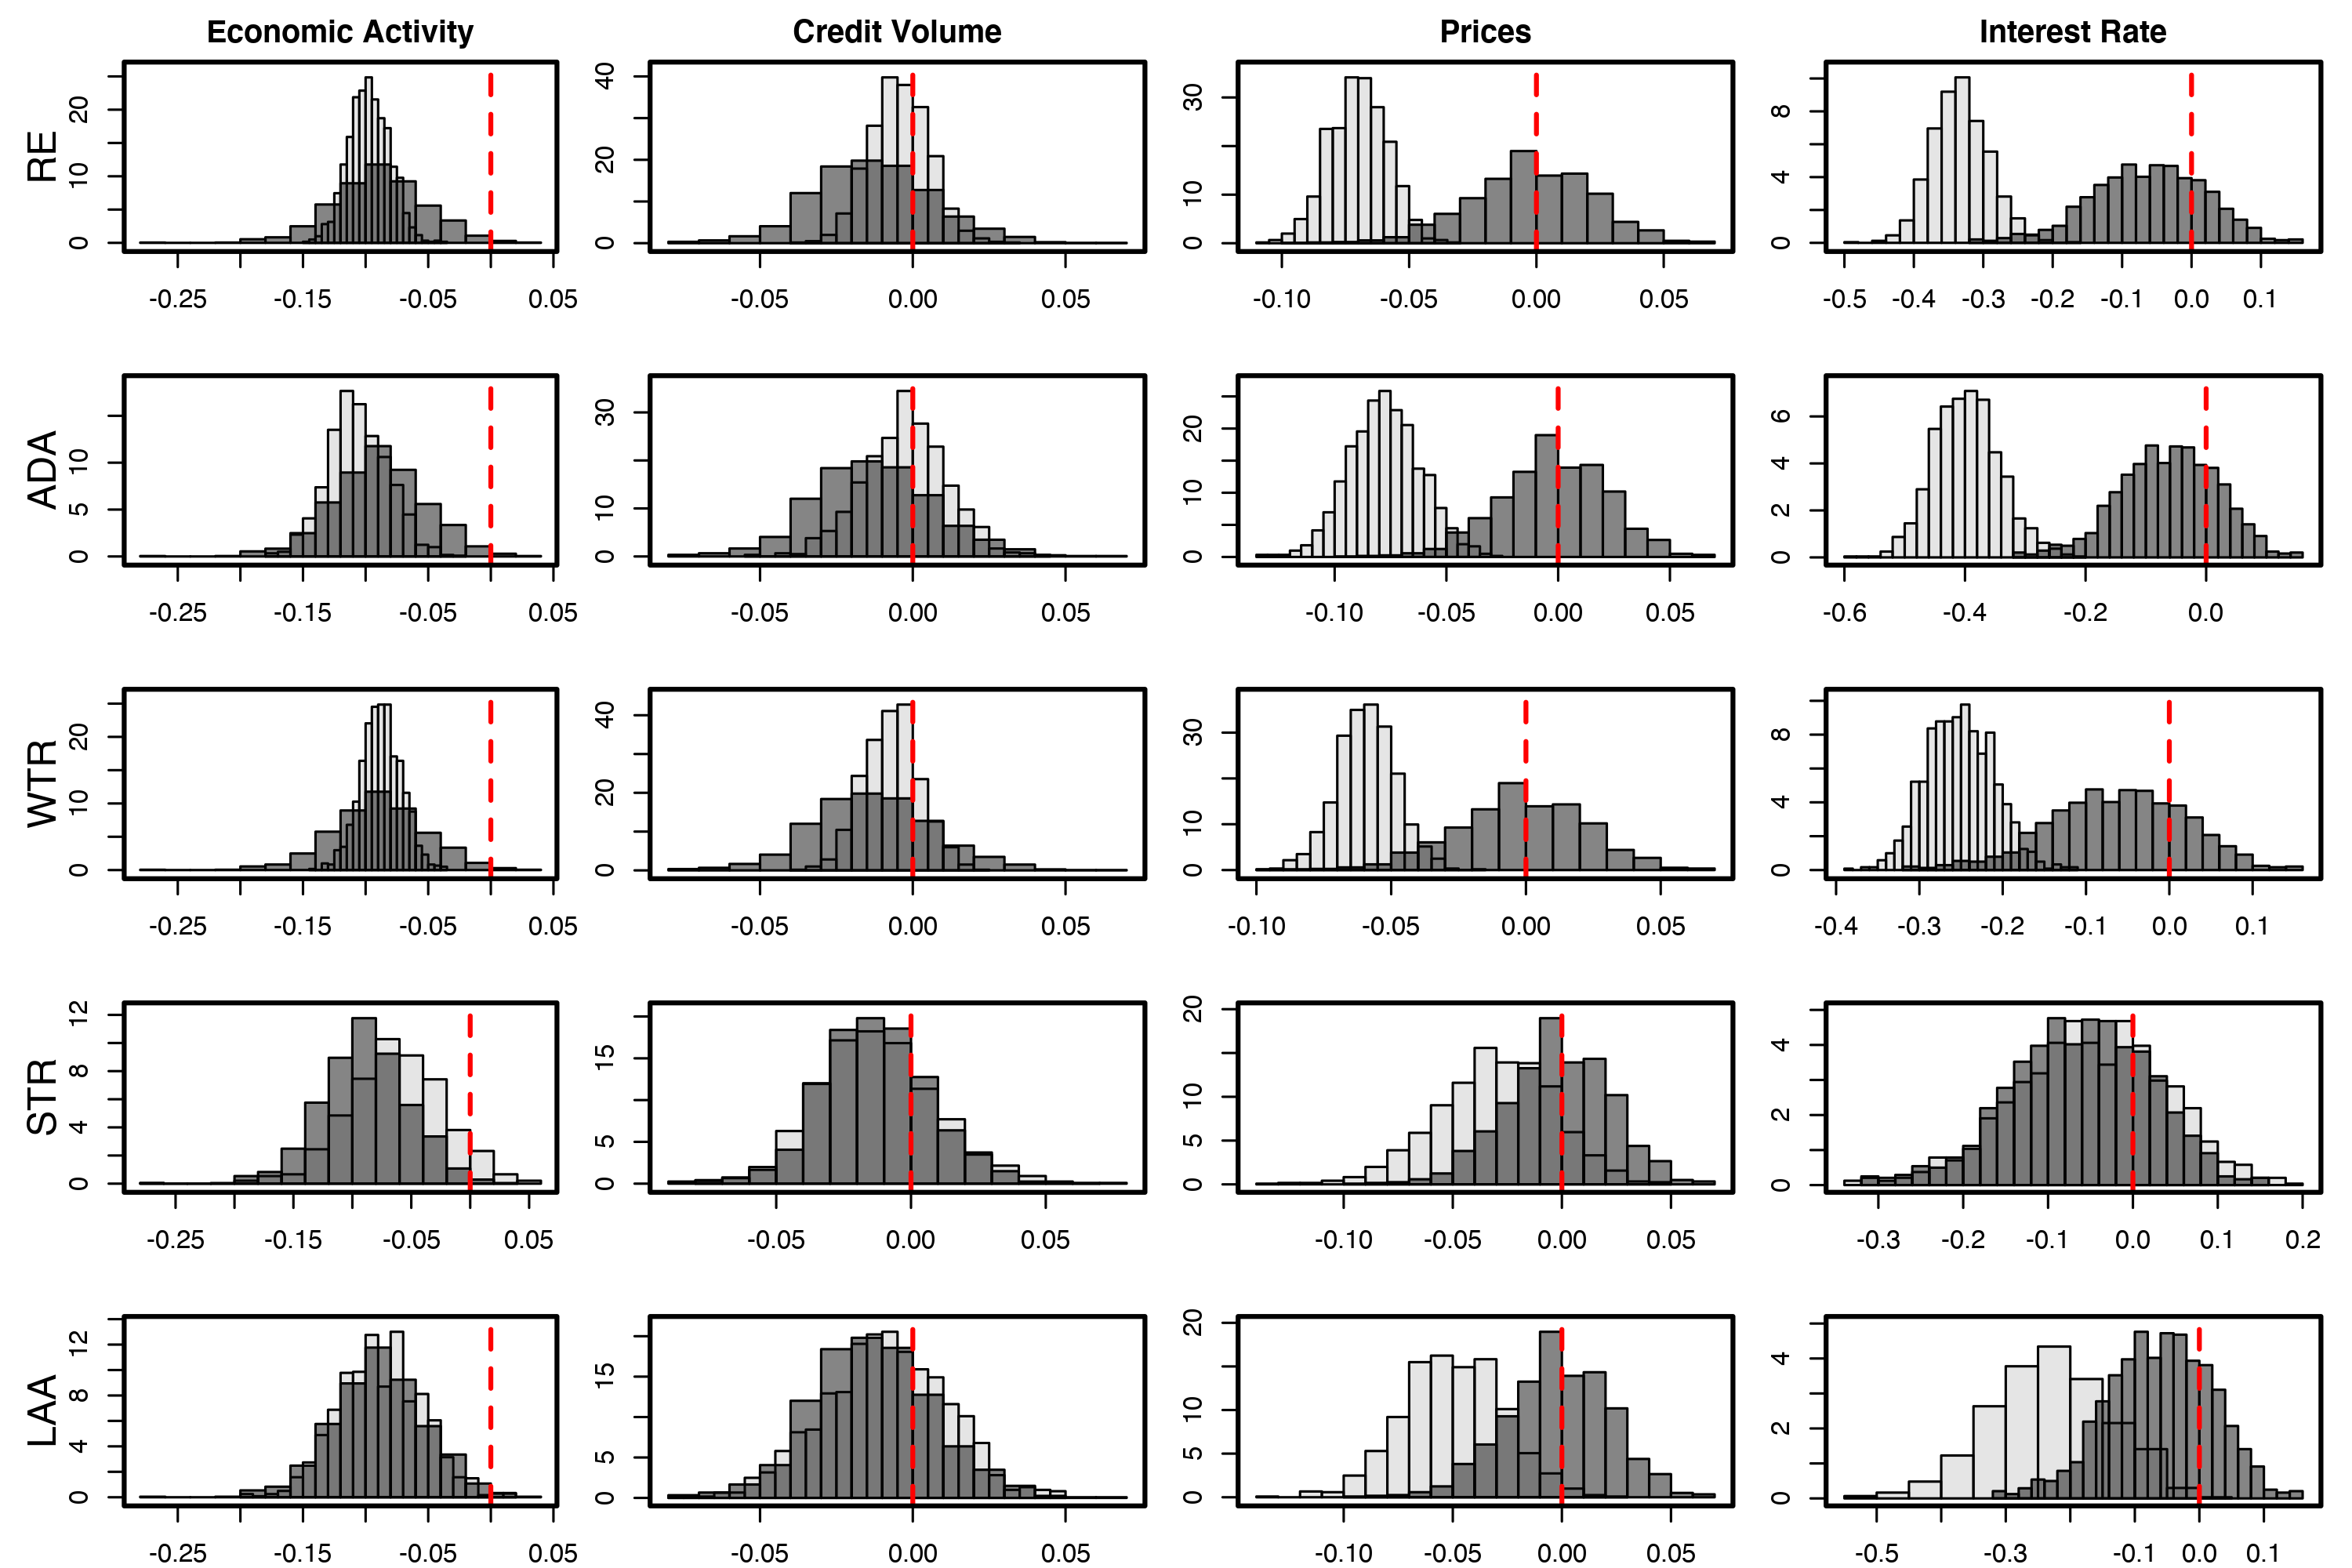 Economic Activity Credit Volume Prices Interest Rate
RE
0 10 20
-0.25 -0.15 -0.05 0.05
0 20 40
-0.05 0.00 0.05
0 10 30
-0.10 -0.05 0.00 0.05
0 4 8
-0.5 -0.4 -0.3 -0.2 -0.1 0.0 0.1
ADA
0 5 10
-0.25 -0.15 -0.05 0.05
0 10 30
-0.05 0.00 0.05
0 10 20
-0.10 -0.05 0.00 0.05
0 2 4 6
-0.6 -0.4 -0.2 0.0
WTR
0 10 20
-0.25 -0.15 -0.05 0.05
0 20 40
-0.05 0.00 0.05
0 10 30
-0.10 -0.05 0.00 0.05
0 4 8
-0.4 -0.3 -0.2 -0.1 0.0 0.1
STR
0 4 8 12
-0.25 -0.15 -0.05 0.05
0 5 15
-0.05 0.00 0.05
0 5 10 20
-0.10 -0.05 0.00 0.05
0 2 4
-0.3 -0.2 -0.1 0.0 0.1 0.2
LAA
0 4 8 12
-0.25 -0.15 -0.05 0.05
0 5 15
-0.05 0.00 0.05
0 5 10 20
-0.10 -0.05 0.00 0.05
0 2 4
-0.5 -0.3 -0.1 0.0 0.1